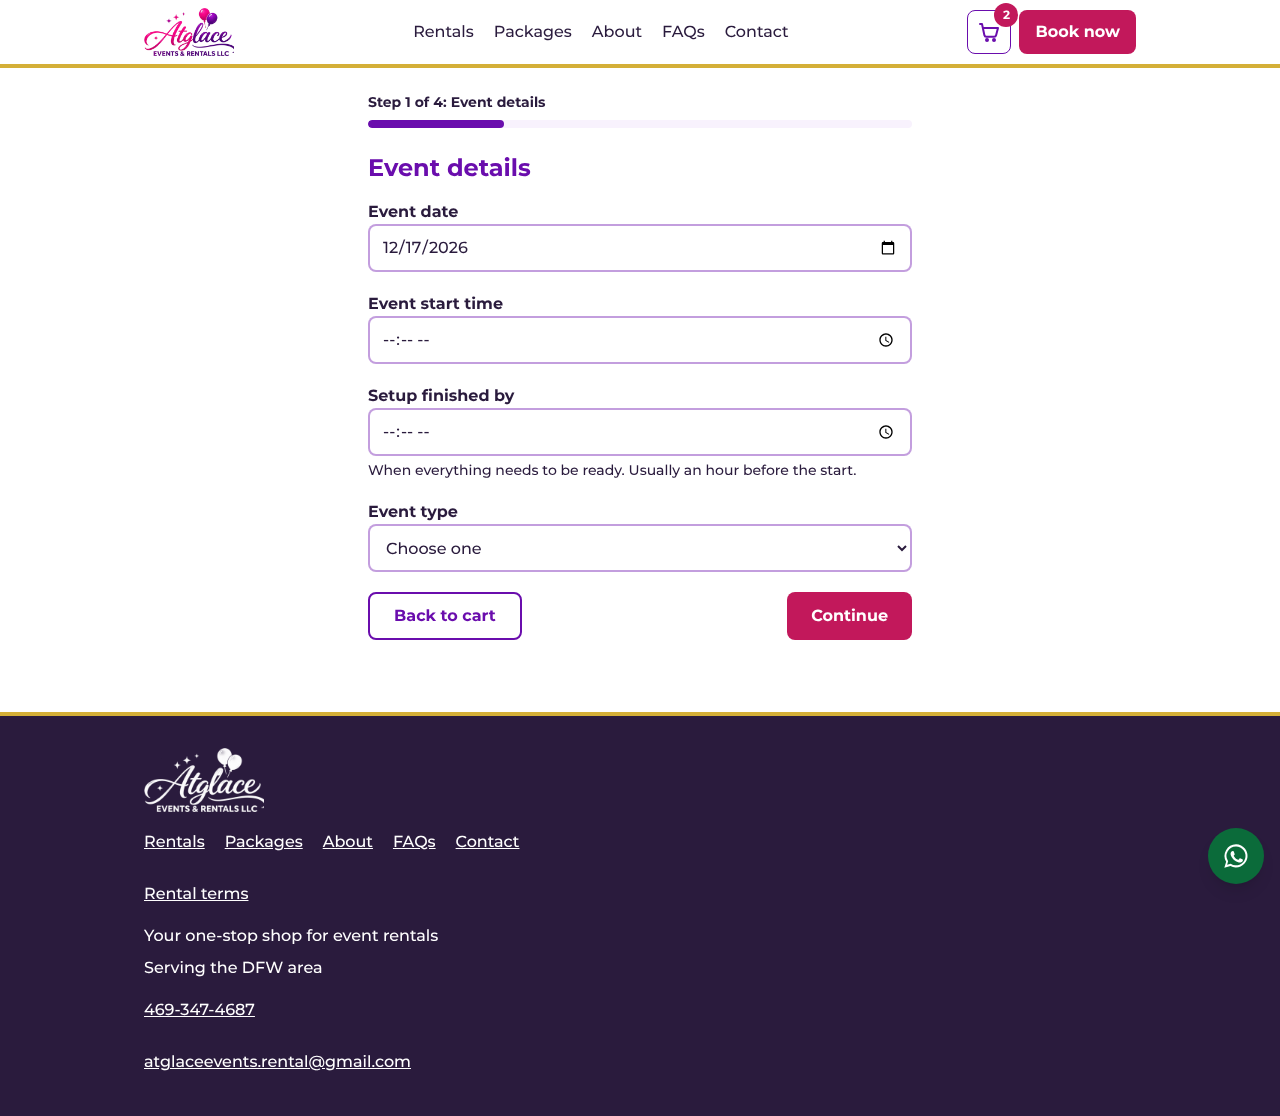 Atglace
EVENTS & RENTALS LLC
Rentals
Packages
About
FAQs
Contact
2
Book now
Step 1 of 4: Event details
Event details
Event date
12/17/2026
Event start time
--:-- --
Setup finished by
--:-- --
When everything needs to be ready. Usually an hour before the start.
Event type
Choose one
Back to cart
Continue
Atglace
EVENTS & RENTALS LLC
Rentals
Packages
About
FAQs
Contact
Rental terms
Your one-stop shop for event rentals
Serving the DFW area
469-347-4687
atglaceevents.rental@gmail.com